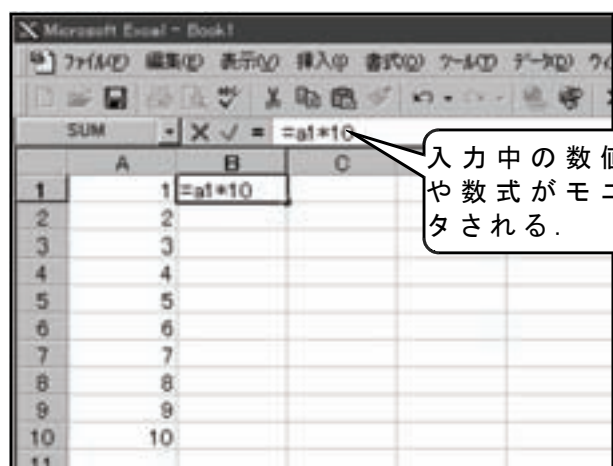 Microsoft Excel - Book1
ファイル(F) 編集(E) 表示(V) 挿入(I) 書式(O) ツール(T) データ(D)
SUM =a1*10
A B C
1 1 =a1*10
2 2
3 3
4 4
5 5
6 6
7 7
8 8
9 9
10 10
11
入力中の数値
や数式がモニ
タされる.